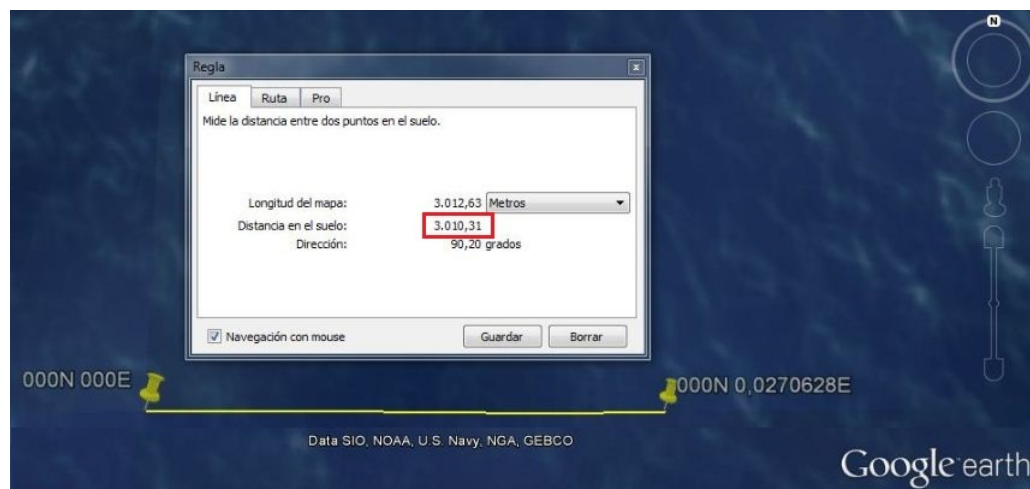 N
Regla
Línea Ruta Pro
Mide la distancia entre dos puntos en el suelo.
Longitud del mapa: 3.012,63 Metros
Distancia en el suelo: 3.010,31
Dirección: 90,20 grados
Navegación con mouse Guardar Borrar
000N 000E 000N 0,0270628E
Data SIO, NOAA, U.S. Navy, NGA, GEBCO
Google earth